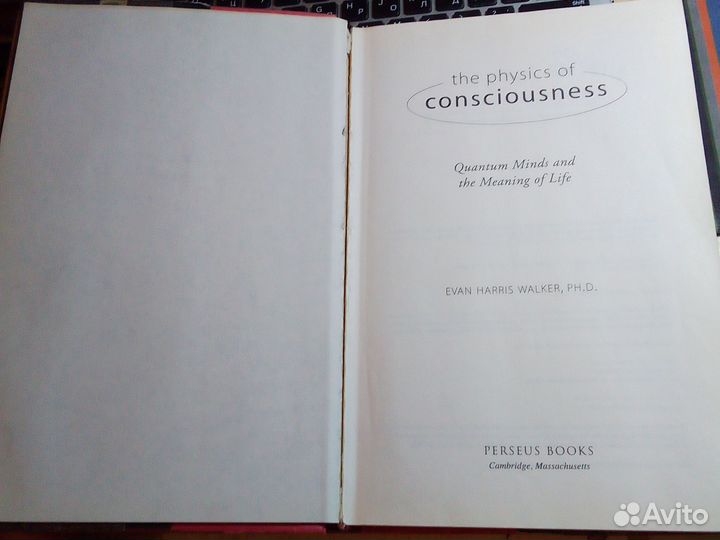 the physics of
consciousness
Quantum Minds and
the Meaning of Life
EVAN HARRIS WALKER, PH.D.
PERSEUS BOOKS
Cambridge, Massachusetts
Avito